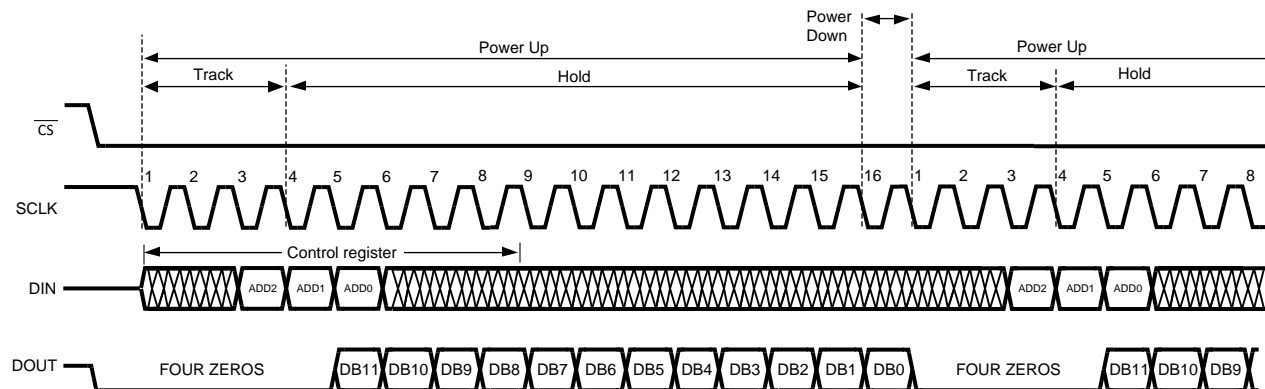 Power Up
Power
Down
Power Up
Track
Hold
Track
Hold
CS
1 2 3 4 5 6 7 8 9 10 11 12 13 14 15 16 1 2 3 4 5 6 7 8
SCLK
Control register
DIN
ADD2 ADD1 ADD0 ADD2 ADD1 ADD0
DOUT
FOUR ZEROS DB11 DB10 DB9 DB8 DB7 DB6 DB5 DB4 DB3 DB2 DB1 DB0 FOUR ZEROS DB11 DB10 DB9